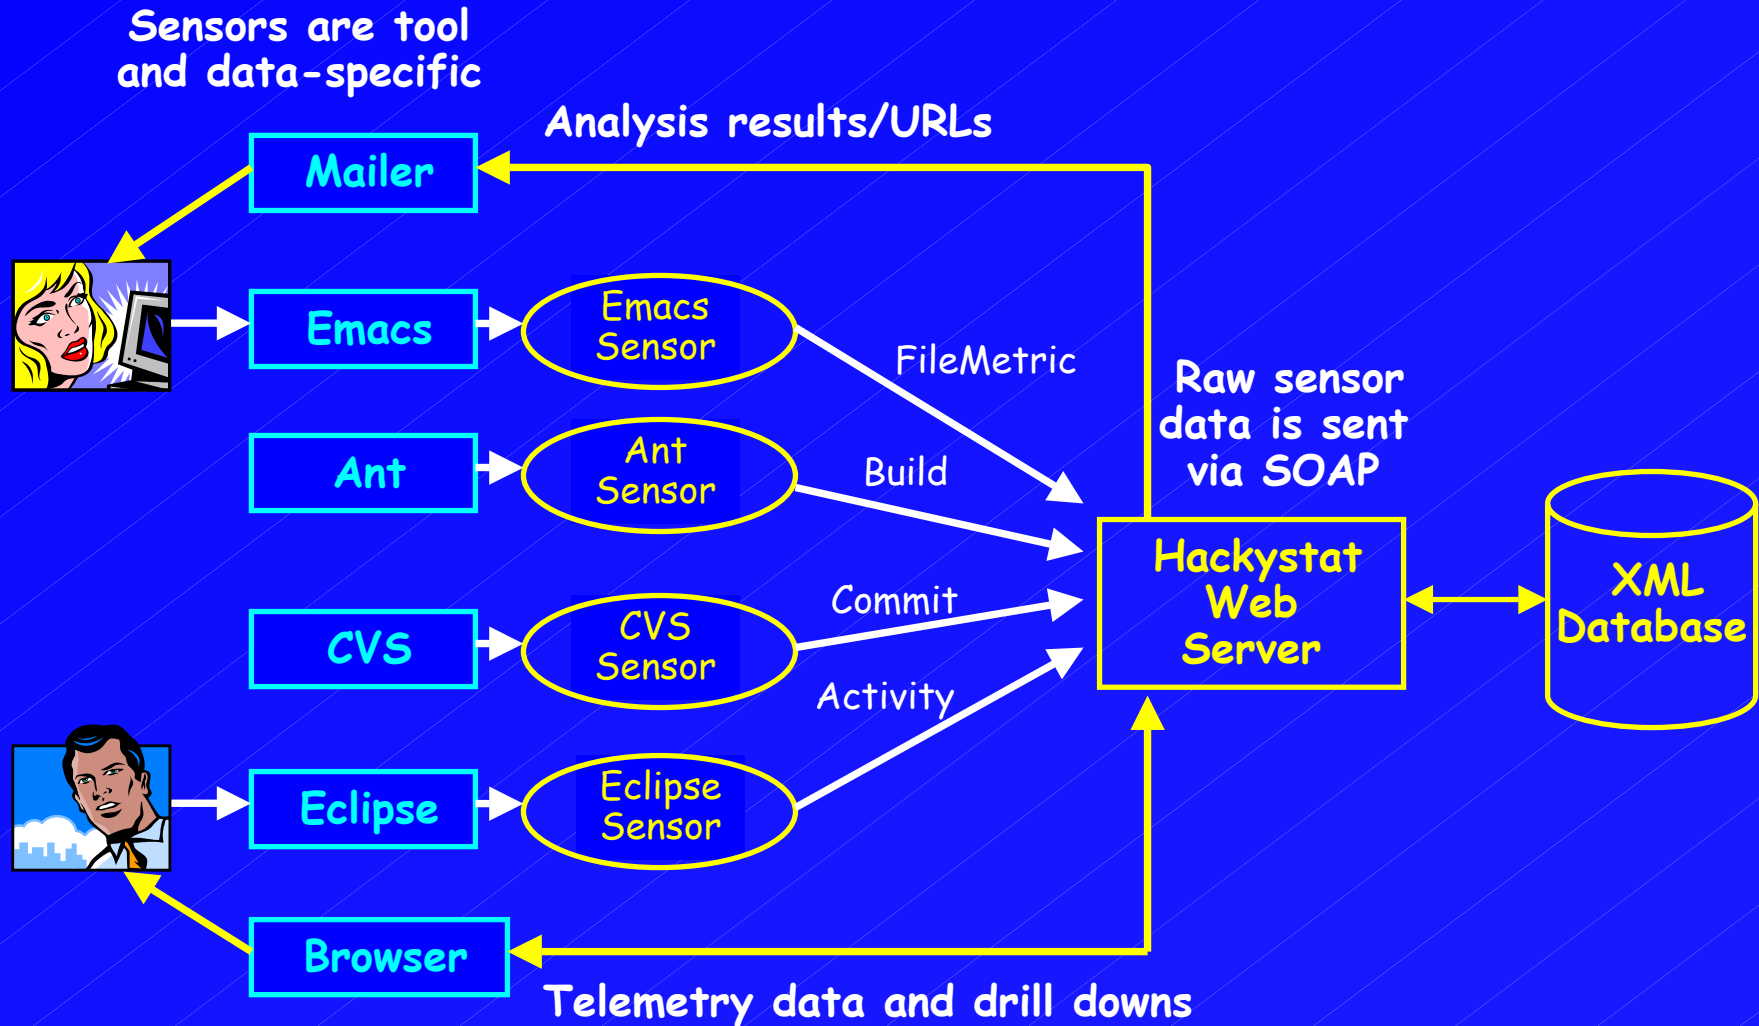 Sensors are tool
and data-specific
Analysis results/URLs
Mailer
Emacs
Emacs
Sensor
FileMetric
Raw sensor
data is sent
via SOAP
Ant
Ant
Sensor
Build
Hackystat
Web
Server
XML
Database
CVS
CVS
Sensor
Commit
Activity
Eclipse
Eclipse
Sensor
Browser
Telemetry data and drill downs